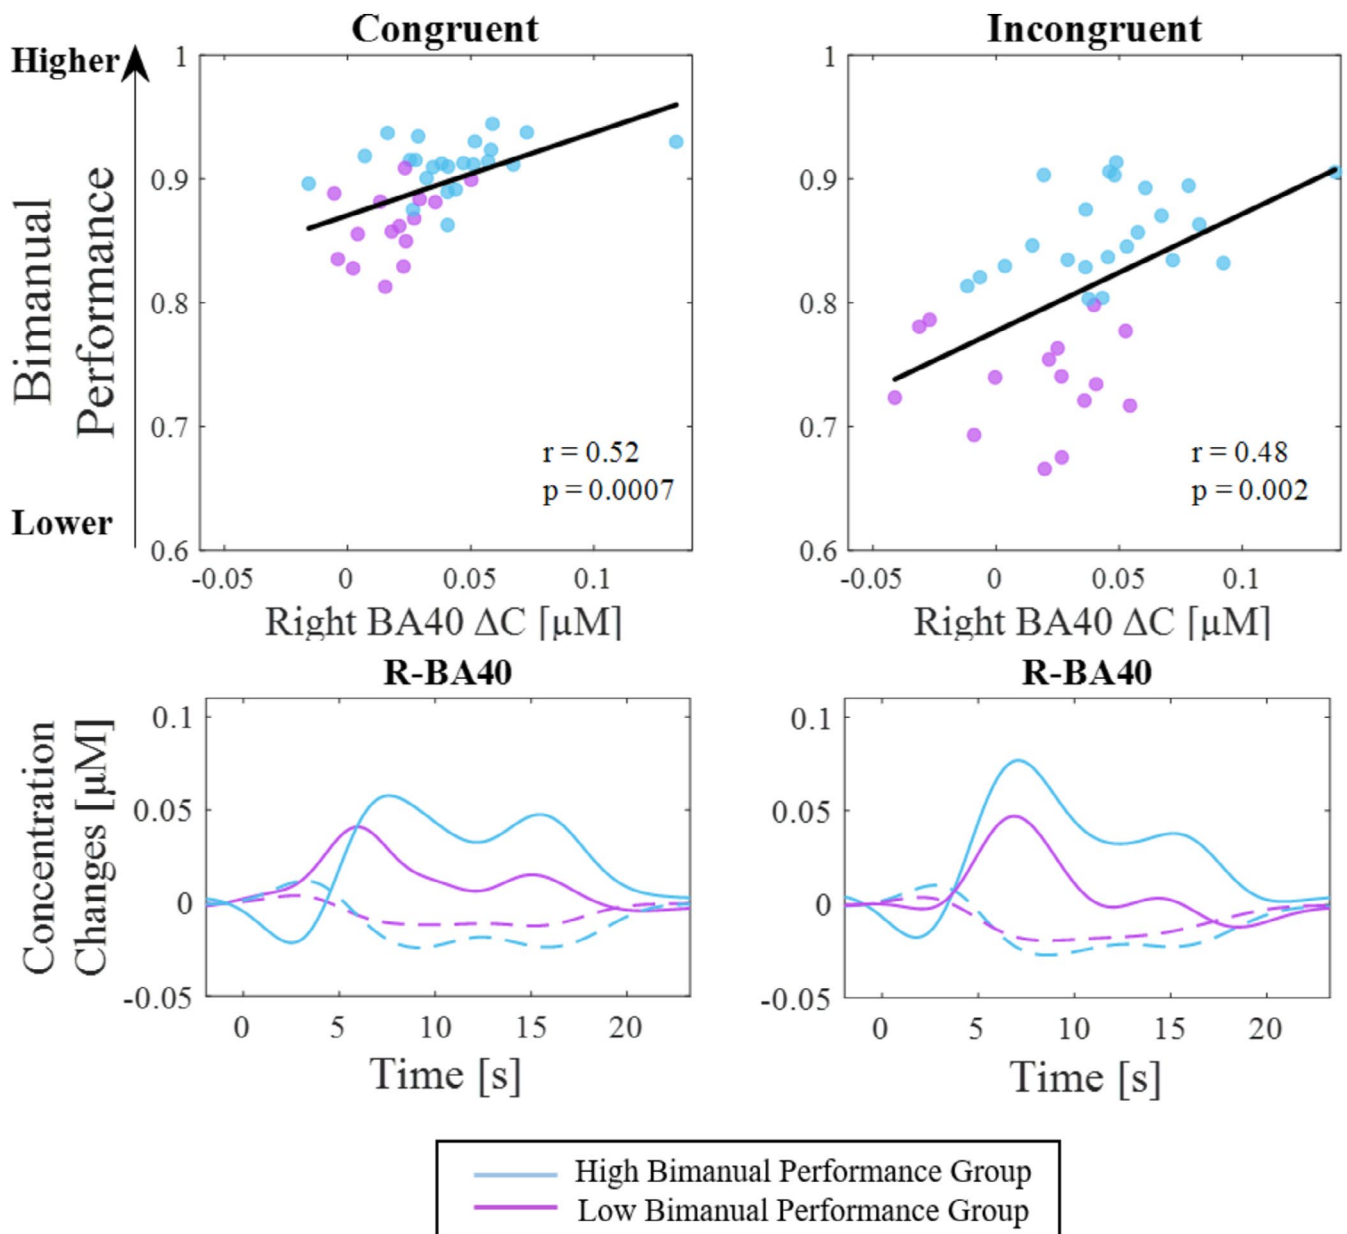 Congruent
Incongruent
Higher
Lower
Bimanual
Performance
1
0.9
0.8
0.7
0.6
r = 0.52
p = 0.0007
-0.05
0
0.05
0.1
Right BA40 ΔC [µM]
1
0.9
0.8
0.7
0.6
r = 0.48
p = 0.002
-0.05
0
0.05
0.1
Right BA40 ΔC [µM]
R-BA40
Concentration
Changes [µM]
0.1
0.05
0
-0.05
0
5
10
15
20
Time [s]
R-BA40
0.1
0.05
0
-0.05
0
5
10
15
20
Time [s]
High Bimanual Performance Group
Low Bimanual Performance Group